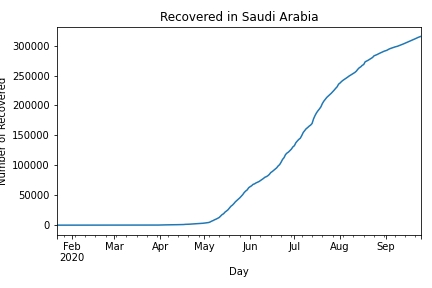 Recovered in Saudi Arabia
300000
250000
200000
150000
100000
50000
0
Number of Recovered
Feb Mar Apr May Jun Jul Aug Sep
2020
Day